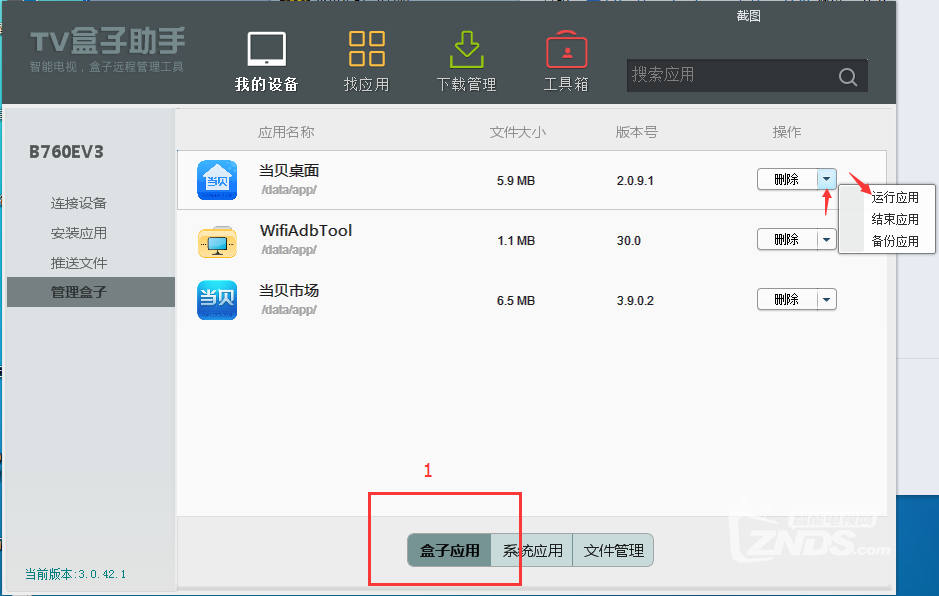 截图
TV盒子助手
智能电视，盒子远程管理工具
我的设备
找应用
下载管理
工具箱
搜索应用
B760EV3
连接设备
安装应用
推送文件
管理盒子
当前版本:3.0.42.1
应用名称 文件大小 版本号 操作
当贝桌面
/data/app/
5.9 MB 2.0.9.1 删除
当贝
运行应用
结束应用
备份应用
WifiAdbTool
/data/app/
1.1 MB 30.0 删除
当贝市场
/data/app/
6.5 MB 3.9.0.2 删除
当贝
1
盒子应用 系统应用 文件管理
智能电视网
ZNDS.com